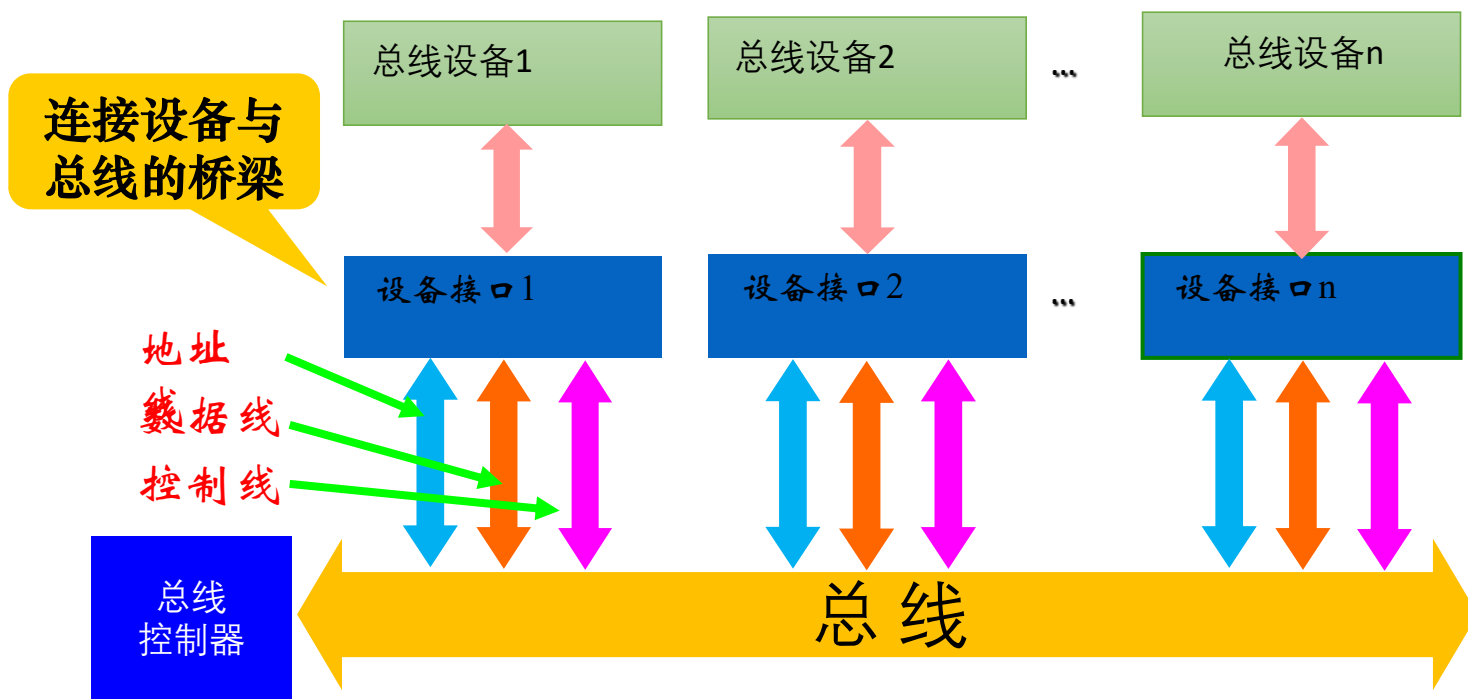 总线设备1
总线设备2
...
总线设备n
连接设备与
总线的桥梁
设备接口1
设备接口2
...
设备接口n
地址
线
数据线
控制线
总线
控制器
总 线